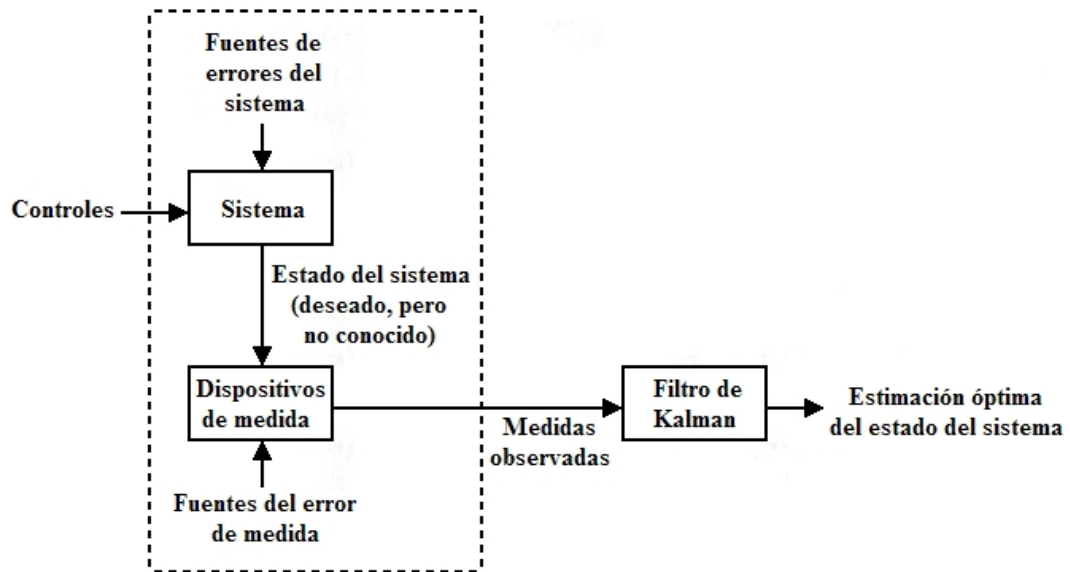 Fuentes de
errores del
sistema
Controles
Sistema
Estado del sistema
(deseado, pero
no conocido)
Dispositivos
de medida
Fuentes del error
de medida
Medidas
observadas
Filtro de
Kalman
Estimación óptima
del estado del sistema